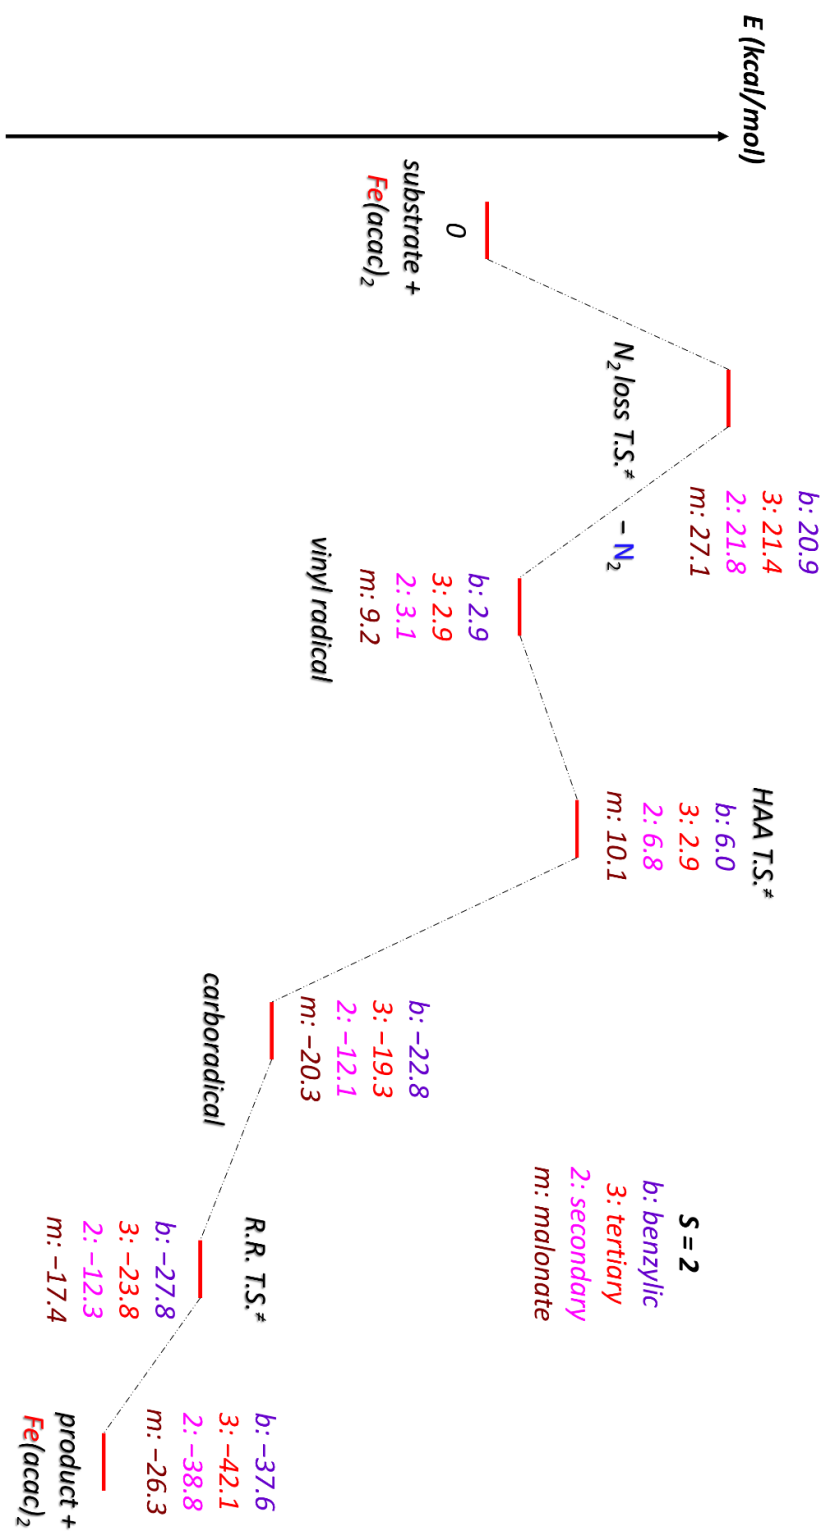 E (kcal/mol)
0
substrate +
Fe(acac)₂
b: 20.9
3: 21.4
2: 21.8
m: 27.1
N₂ loss T.S.≠
– N₂
b: 2.9
3: 2.9
2: 3.1
m: 9.2
vinyl radical
HAA T.S.≠
b: 6.0
3: 2.9
2: 6.8
m: 10.1
b: –22.8
3: –19.3
2: –12.1
m: –20.3
carboradical
S = 2
b: benzylic
3: tertiary
2: secondary
m: malonate
R.R. T.S.≠
b: –27.8
3: –23.8
2: –12.3
m: –17.4
b: –37.6
3: –42.1
2: –38.8
m: –26.3
product +
Fe(acac)₂